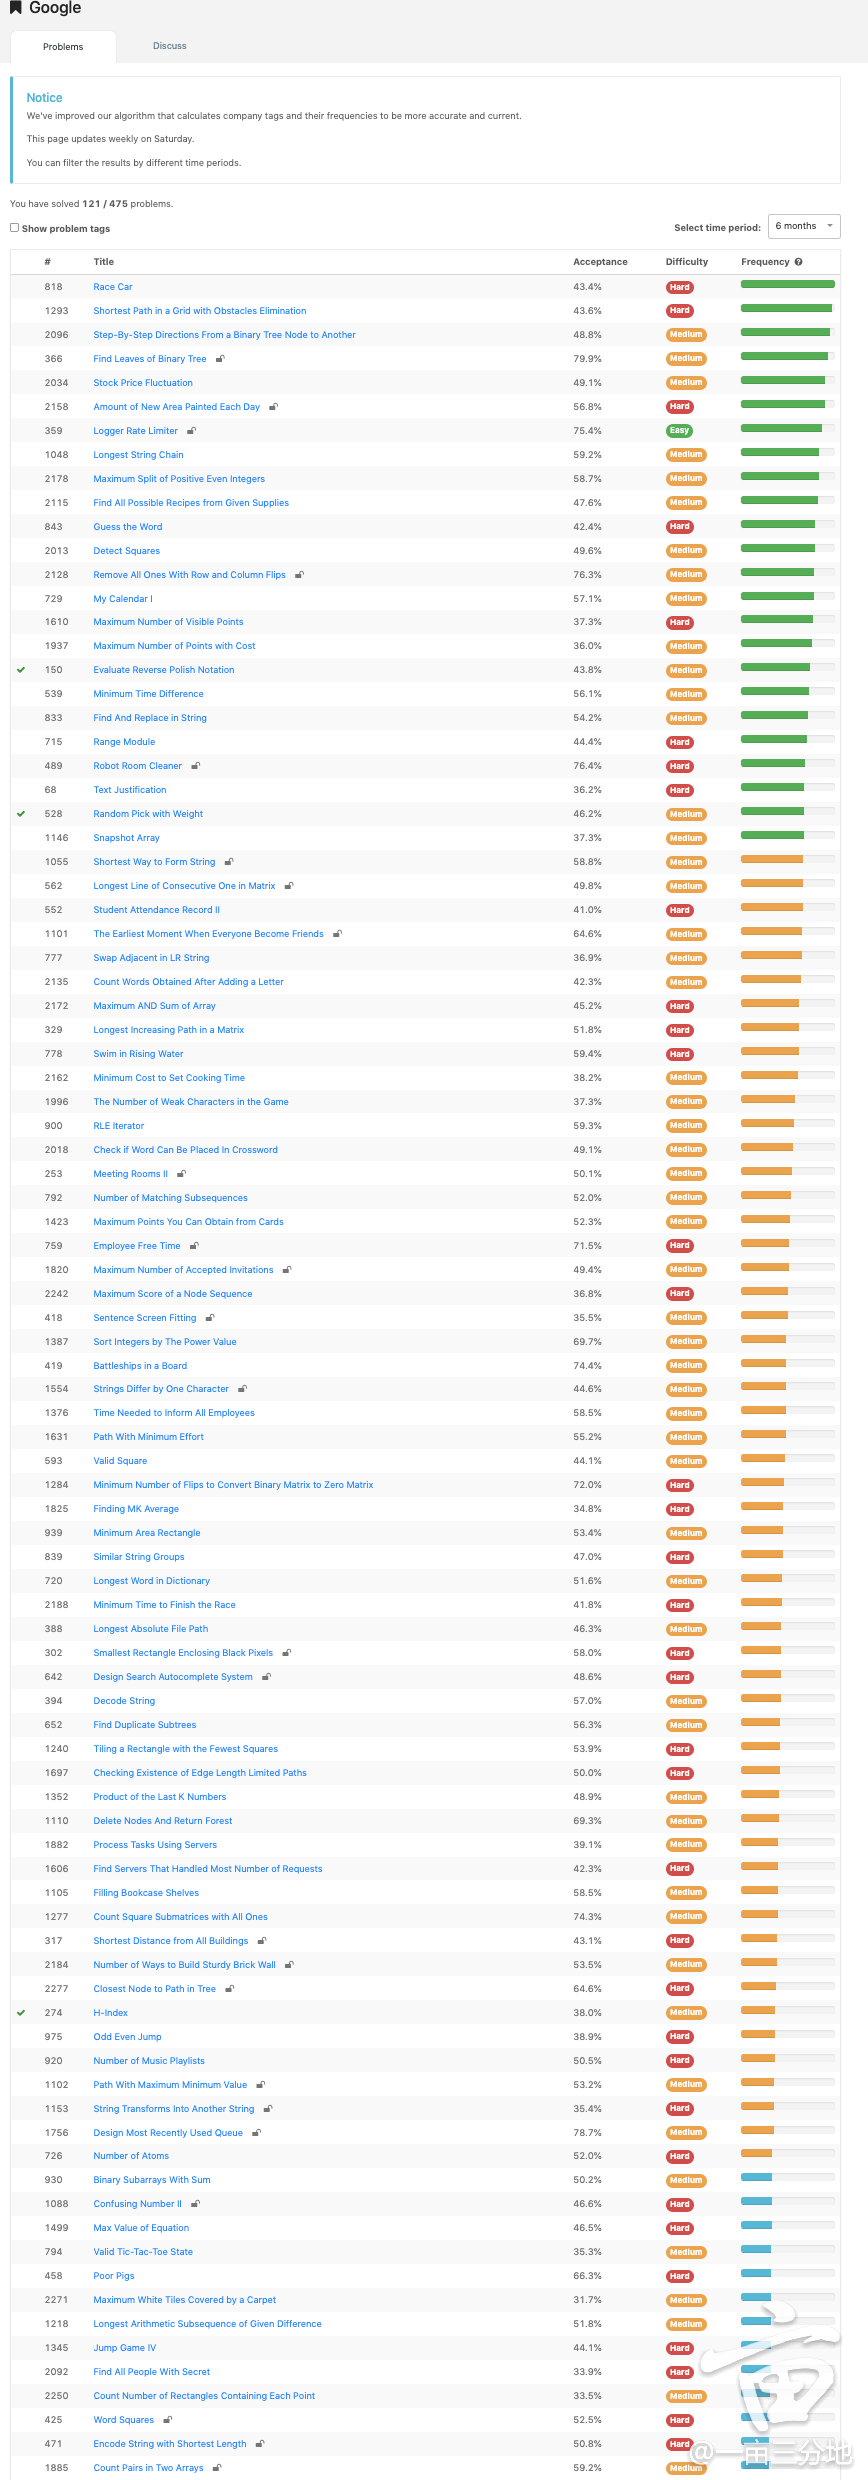 Google
Problems Discuss
Notice
We've improved our algorithm that calculates company tags and their frequencies to be more accurate and current.
This page updates weekly on Saturday.
You can filter the results by different time periods.
You have solved 121 / 475 problems.
Show problem tags Select time period: 6 months
# Title Acceptance Difficulty Frequency
818 Race Car 43.4% Hard
1293 Shortest Path in a Grid with Obstacles Elimination 43.6% Hard
2096 Step-By-Step Directions From a Binary Tree Node to Another 48.8% Medium
366 Find Leaves of Binary Tree 79.9% Medium
2034 Stock Price Fluctuation 49.1% Medium
2158 Amount of New Area Painted Each Day 56.8% Hard
359 Logger Rate Limiter 75.4% Easy
1048 Longest String Chain 59.2% Medium
2178 Maximum Split of Positive Even Integers 58.7% Medium
2115 Find All Possible Recipes from Given Supplies 47.6% Medium
843 Guess the Word 42.4% Hard
2013 Detect Squares 49.6% Medium
2128 Remove All Ones With Row and Column Flips 76.3% Medium
729 My Calendar I 57.1% Medium
1610 Maximum Number of Visible Points 37.3% Hard
1937 Maximum Number of Points with Cost 36.0% Medium
150 Evaluate Reverse Polish Notation 43.8% Medium
539 Minimum Time Difference 56.1% Medium
833 Find And Replace in String 54.2% Medium
715 Range Module 44.4% Hard
489 Robot Room Cleaner 76.4% Hard
68 Text Justification 36.2% Hard
528 Random Pick with Weight 46.2% Medium
1146 Snapshot Array 37.3% Medium
1055 Shortest Way to Form String 58.8% Medium
562 Longest Line of Consecutive One in Matrix 49.8% Medium
552 Student Attendance Record II 41.0% Hard
1101 The Earliest Moment When Everyone Become Friends 64.6% Medium
777 Swap Adjacent in LR String 36.9% Medium
2135 Count Words Obtained After Adding a Letter 42.3% Medium
2172 Maximum AND Sum of Array 45.2% Hard
329 Longest Increasing Path in a Matrix 51.8% Hard
778 Swim in Rising Water 59.4% Hard
2162 Minimum Cost to Set Cooking Time 38.2% Medium
1996 The Number of Weak Characters in the Game 37.3% Medium
900 RLE Iterator 59.3% Medium
2018 Check if Word Can Be Placed In Crossword 49.1% Medium
253 Meeting Rooms II 50.1% Medium
792 Number of Matching Subsequences 52.0% Medium
1423 Maximum Points You Can Obtain from Cards 52.3% Medium
759 Employee Free Time 71.5% Hard
1820 Maximum Number of Accepted Invitations 49.4% Medium
2242 Maximum Score of a Node Sequence 36.8% Hard
418 Sentence Screen Fitting 35.5% Medium
1387 Sort Integers by The Power Value 69.7% Medium
419 Battleships in a Board 74.4% Medium
1554 Strings Differ by One Character 44.6% Medium
1376 Time Needed to Inform All Employees 58.5% Medium
1631 Path With Minimum Effort 55.2% Medium
593 Valid Square 44.1% Medium
1284 Minimum Number of Flips to Convert Binary Matrix to Zero Matrix 72.0% Hard
1825 Finding MK Average 34.8% Hard
939 Minimum Area Rectangle 53.4% Medium
839 Similar String Groups 47.0% Hard
720 Longest Word in Dictionary 51.6% Medium
2188 Minimum Time to Finish the Race 41.8% Hard
388 Longest Absolute File Path 46.3% Medium
302 Smallest Rectangle Enclosing Black Pixels 58.0% Hard
642 Design Search Autocomplete System 48.6% Hard
394 Decode String 57.0% Medium
652 Find Duplicate Subtrees 56.3% Medium
1240 Tiling a Rectangle with the Fewest Squares 53.9% Hard
1697 Checking Existence of Edge Length Limited Paths 50.0% Hard
1352 Product of the Last K Numbers 48.9% Medium
1110 Delete Nodes And Return Forest 69.3% Medium
1882 Process Tasks Using Servers 39.1% Medium
1606 Find Servers That Handled Most Number of Requests 42.3% Hard
1105 Filling Bookcase Shelves 58.5% Medium
1277 Count Square Submatrices with All Ones 74.3% Medium
317 Shortest Distance from All Buildings 43.1% Hard
2184 Number of Ways to Build Sturdy Brick Wall 53.5% Medium
2277 Closest Node to Path in Tree 64.6% Hard
274 H-Index 38.0% Medium
975 Odd Even Jump 38.9% Hard
920 Number of Music Playlists 50.5% Hard
1102 Path With Maximum Minimum Value 53.2% Medium
1153 String Transforms Into Another String 35.4% Hard
1756 Design Most Recently Used Queue 78.7% Medium
726 Number of Atoms 52.0% Hard
930 Binary Subarrays With Sum 50.2% Medium
1088 Confusing Number II 46.6% Hard
1499 Max Value of Equation 46.5% Hard
794 Valid Tic-Tac-Toe State 35.3% Medium
458 Poor Pigs 66.3% Hard
2271 Maximum White Tiles Covered by a Carpet 31.7% Medium
1218 Longest Arithmetic Subsequence of Given Difference 51.8% Medium
1345 Jump Game IV 44.1% Hard
2092 Find All People With Secret 33.9% Hard
2250 Count Number of Rectangles Containing Each Point 33.5% Medium
425 Word Squares 52.5% Hard
471 Encode String with Shortest Length 50.8% Hard
1885 Count Pairs in Two Arrays 59.2% Medium
@一亩三分地